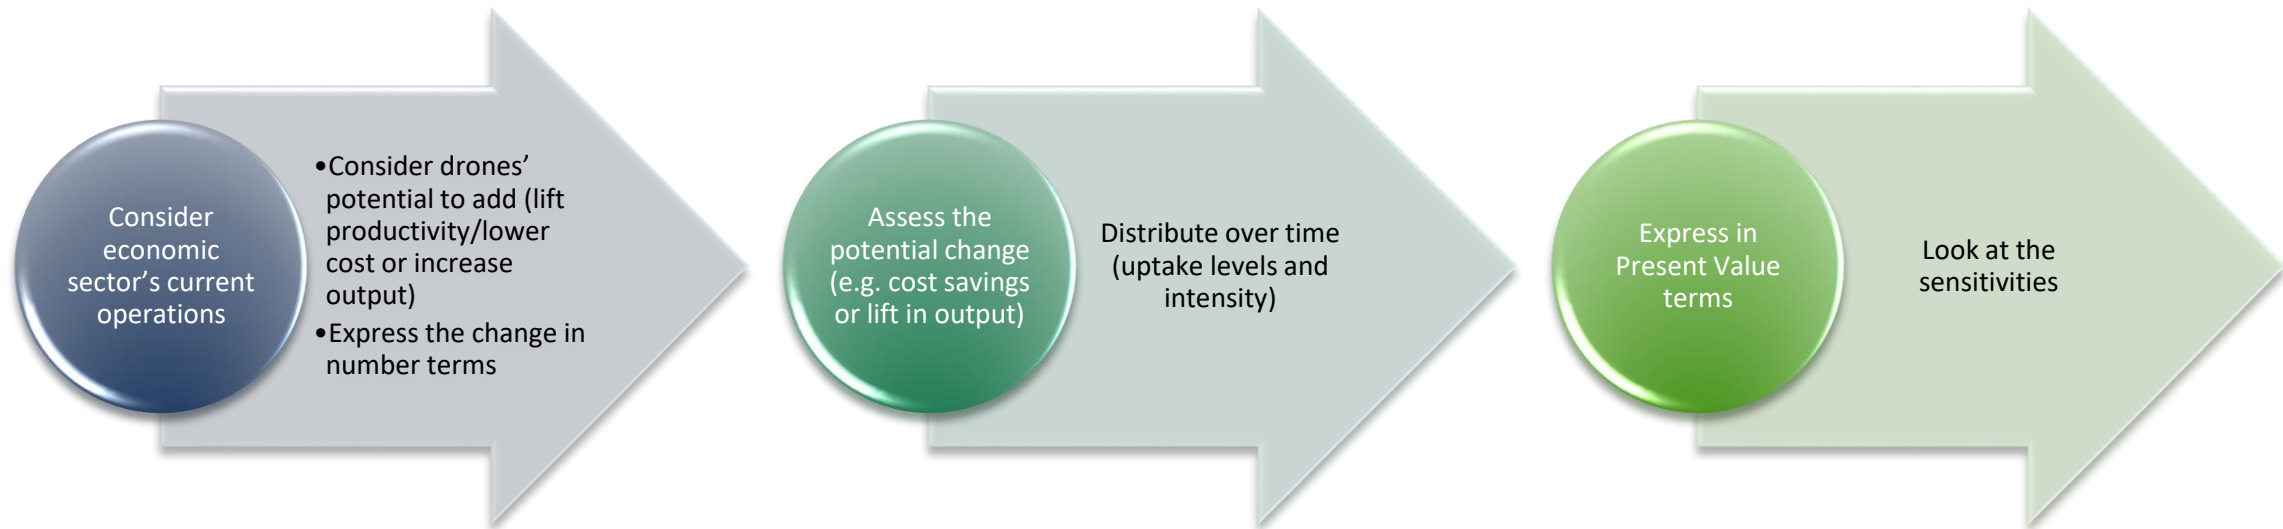 Consider
economic
sector’s current
operations
•Consider drones’
potential to add (lift
productivity/lower
cost or increase
output)
•Express the change in
number terms
Assess the
potential change
(e.g. cost savings
or lift in output)
Distribute over time
(uptake levels and
intensity)
Express in
Present Value
terms
Look at the
sensitivities